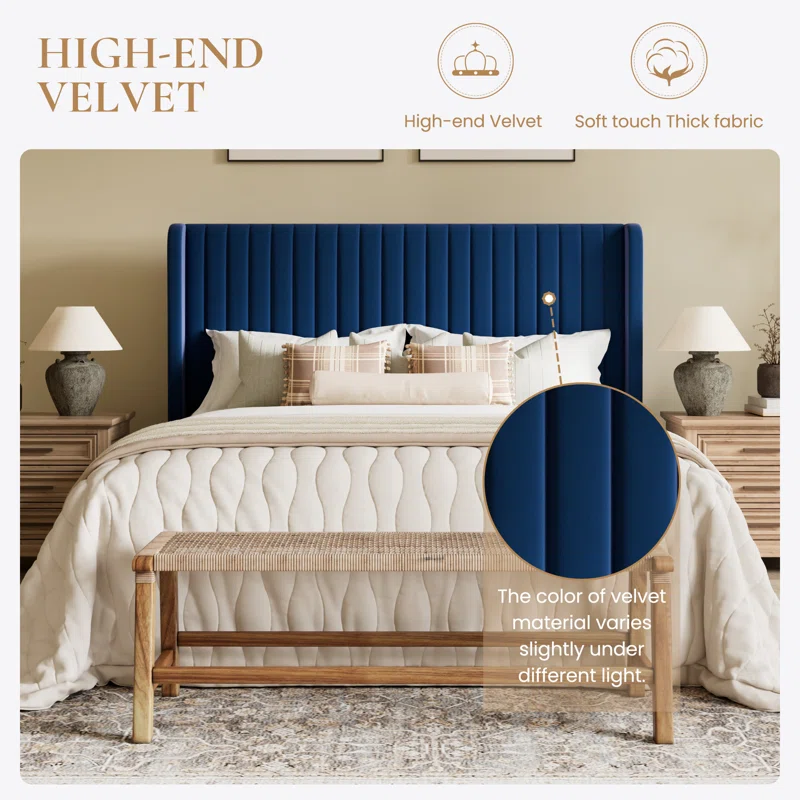 HIGH-END
VELVET
High-end Velvet
Soft touch Thick fabric
The color of velvet
material varies
slightly under
different light.